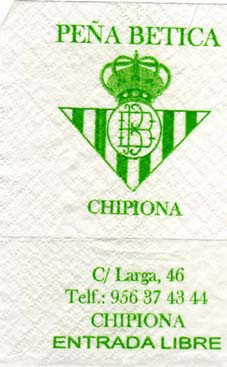 PEÑA BETICA
CHIPIONA
C/ Larga, 46
Telf.: 956 37 43 44
CHIPIONA
ENTRADA LIBRE